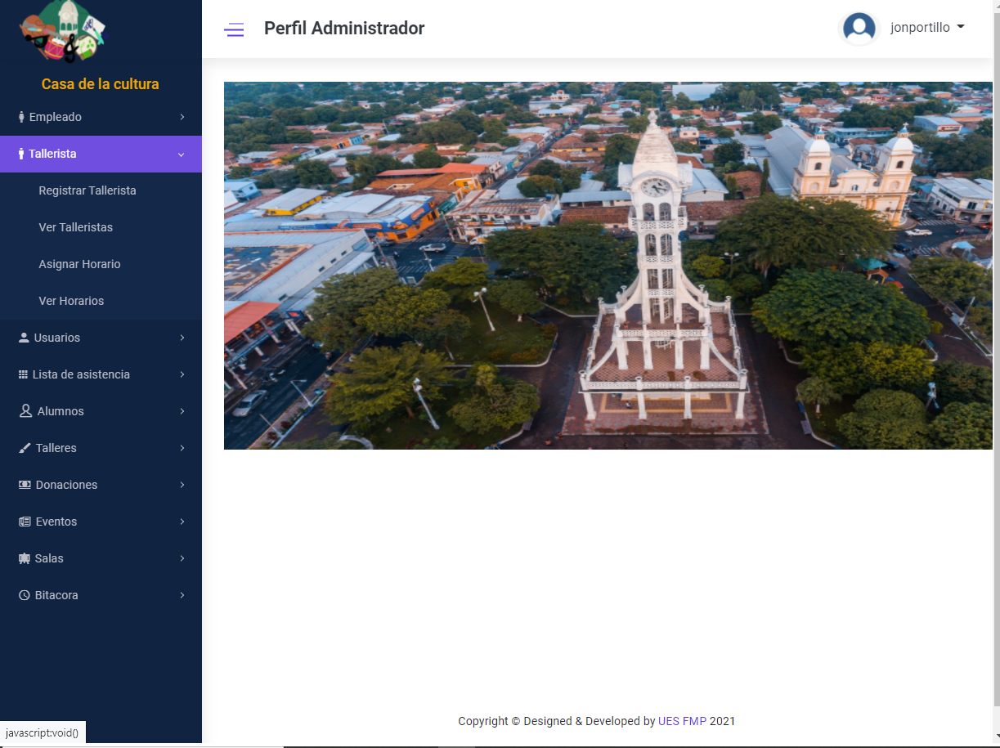 Perfil Administrador
jonportillo
Casa de la cultura
Empleado
Tallerista
Registrar Tallerista
Ver Talleristas
Asignar Horario
Ver Horarios
Usuarios
Lista de asistencia
Alumnos
Talleres
Donaciones
Eventos
Salas
Bitacora
Copyright © Designed & Developed by UES FMP 2021
javascript:void()